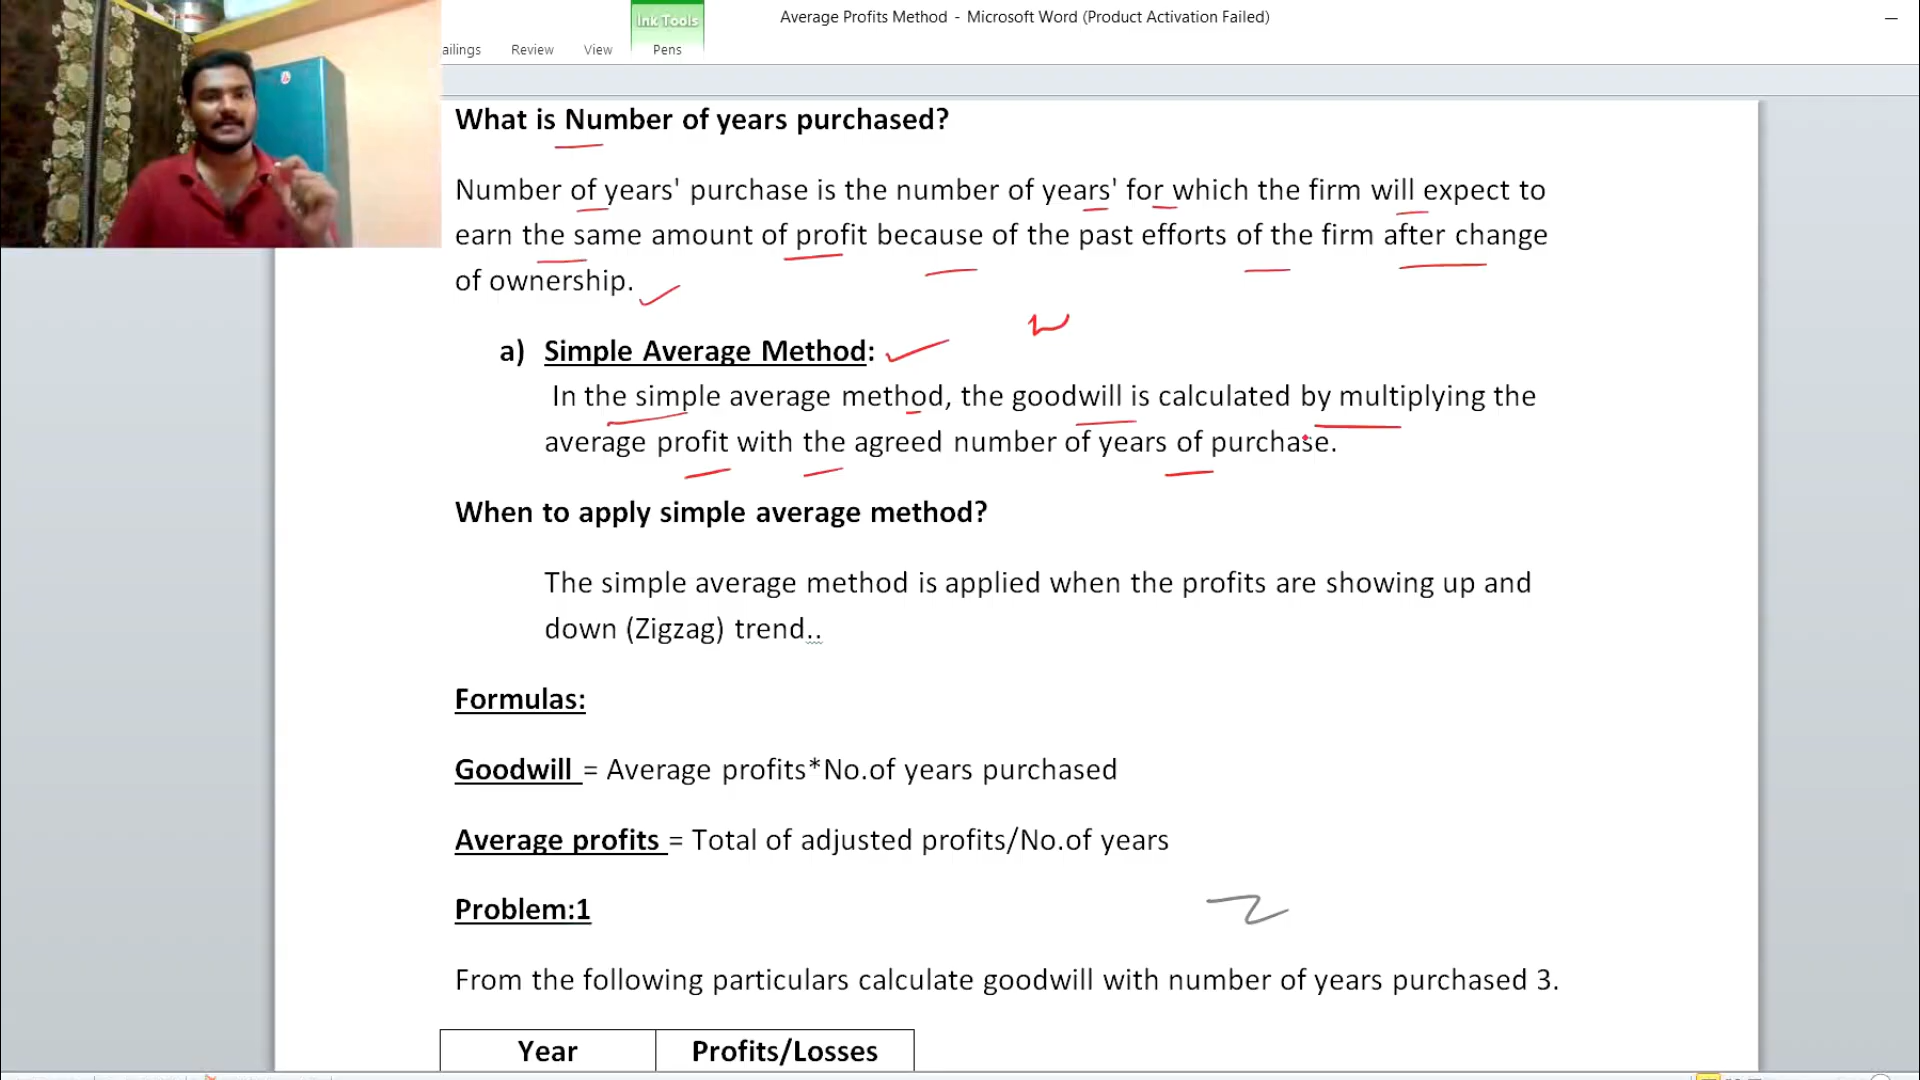 Ink Tools
Average Profits Method - Microsoft Word (Product Activation Failed)
ailings Review View Pens
What is Number of years purchased?
Number of years' purchase is the number of years' for which the firm will expect to
earn the same amount of profit because of the past efforts of the firm after change
of ownership.
a) Simple Average Method:
In the simple average method, the goodwill is calculated by multiplying the
average profit with the agreed number of years of purchase.
When to apply simple average method?
The simple average method is applied when the profits are showing up and
down (Zigzag) trend..
Formulas:
Goodwill = Average profits*No.of years purchased
Average profits = Total of adjusted profits/No.of years
Problem:1
From the following particulars calculate goodwill with number of years purchased 3.
Year Profits/Losses